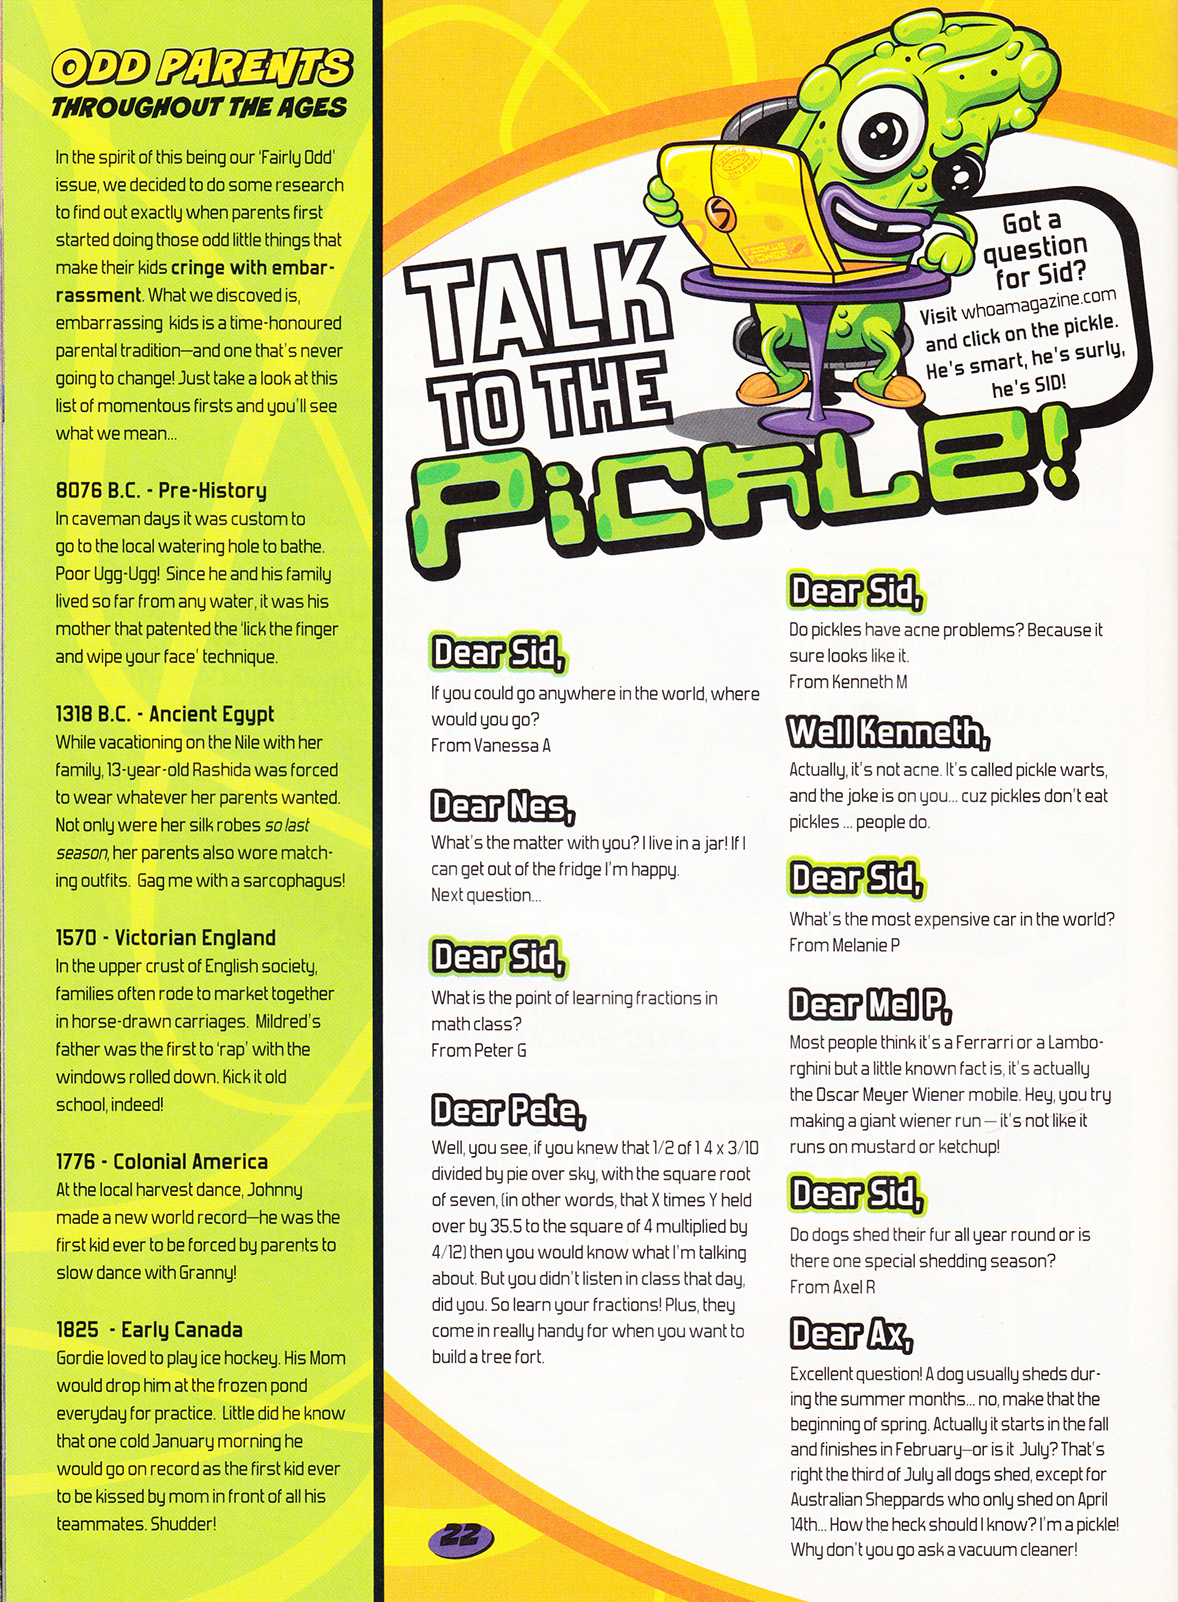 ODD PARENTS
THROUGHOUT THE AGES
In the spirit of this being our 'Fairly Odd'
issue, we decided to do some research
to find out exactly when parents first
started doing those odd little things that
make their kids cringe with embar-
rassment. What we discoved is,
embarrassing kids is a time-honoured
parental tradition—and one that's never
going to change! Just take a look at this
list of momentous firsts and you'll see
what we mean...
8076 B.C. - Pre-History
In caveman days it was custom to
go to the local watering hole to bathe.
Poor Ugg-Ugg! Since he and his family
lived so far from any water, it was his
mother that patented the 'lick the finger
and wipe your face' technique.
1318 B.C. - Ancient Egypt
While vacationing on the Nile with her
family, 13-year-old Rashida was forced
to wear whatever her parents wanted.
Not only were her silk robes so last
season, her parents also wore match-
ing outfits. Gag me with a sarcophagus!
1570 - Victorian England
In the upper crust of English society,
families often rode to market together
in horse-drawn carriages. Mildred's
father was the first to 'rap' with the
windows rolled down. Kick it old
school, indeed!
1776 - Colonial America
At the local harvest dance, Johnny
made a new world record—he was the
first kid ever to be forced by parents to
slow dance with Granny!
1825 - Early Canada
Gordie loved to play ice hockey. His Mom
would drop him at the frozen pond
everyday for practice. Little did he know
that one cold January morning he
would go on record as the first kid ever
to be kissed by mom in front of all his
teammates. Shudder!
TALK
TO THE
PICKLE!
S
PICKLE
POWER
Got a
question
for Sid?
Visit whoamagazine.com
and click on the pickle.
He's smart, he's surly,
he's SID!
Dear Sid,
If you could go anywhere in the world, where
would you go?
From Vanessa A
Dear Nes,
What's the matter with you? I live in a jar! If I
can get out of the fridge I'm happy.
Next question...
Dear Sid,
What is the point of learning fractions in
math class?
From Peter G
Dear Pete,
Well, you see, if you knew that 1/2 of 1 4 x 3/10
divided by pie over sky, with the square root
of seven, (in other words, that X times Y held
over by 35.5 to the square of 4 multiplied by
4/12) then you would know what I'm talking
about. But you didn't listen in class that day,
did you. So learn your fractions! Plus, they
come in really handy for when you want to
build a tree fort.
Dear Sid,
Do pickles have acne problems? Because it
sure looks like it.
From Kenneth M
Well Kenneth,
Actually, it's not acne. It's called pickle warts,
and the joke is on you... cuz pickles don't eat
pickles ... people do.
Dear Sid,
What's the most expensive car in the world?
From Melanie P
Dear Mel P,
Most people think it's a Ferrarri or a Lambo-
rghini but a little known fact is, it's actually
the Oscar Meyer Wiener mobile. Hey, you try
making a giant wiener run — it's not like it
runs on mustard or ketchup!
Dear Sid,
Do dogs shed their fur all year round or is
there one special shedding season?
From Axel R
Dear Ax,
Excellent question! A dog usually sheds dur-
ing the summer months... no, make that the
beginning of spring. Actually it starts in the fall
and finishes in February—or is it July? That's
right the third of July all dogs shed, except for
Australian Sheppards who only shed on April
14th... How the heck should I know? I'm a pickle!
Why don't you go ask a vacuum cleaner!
22